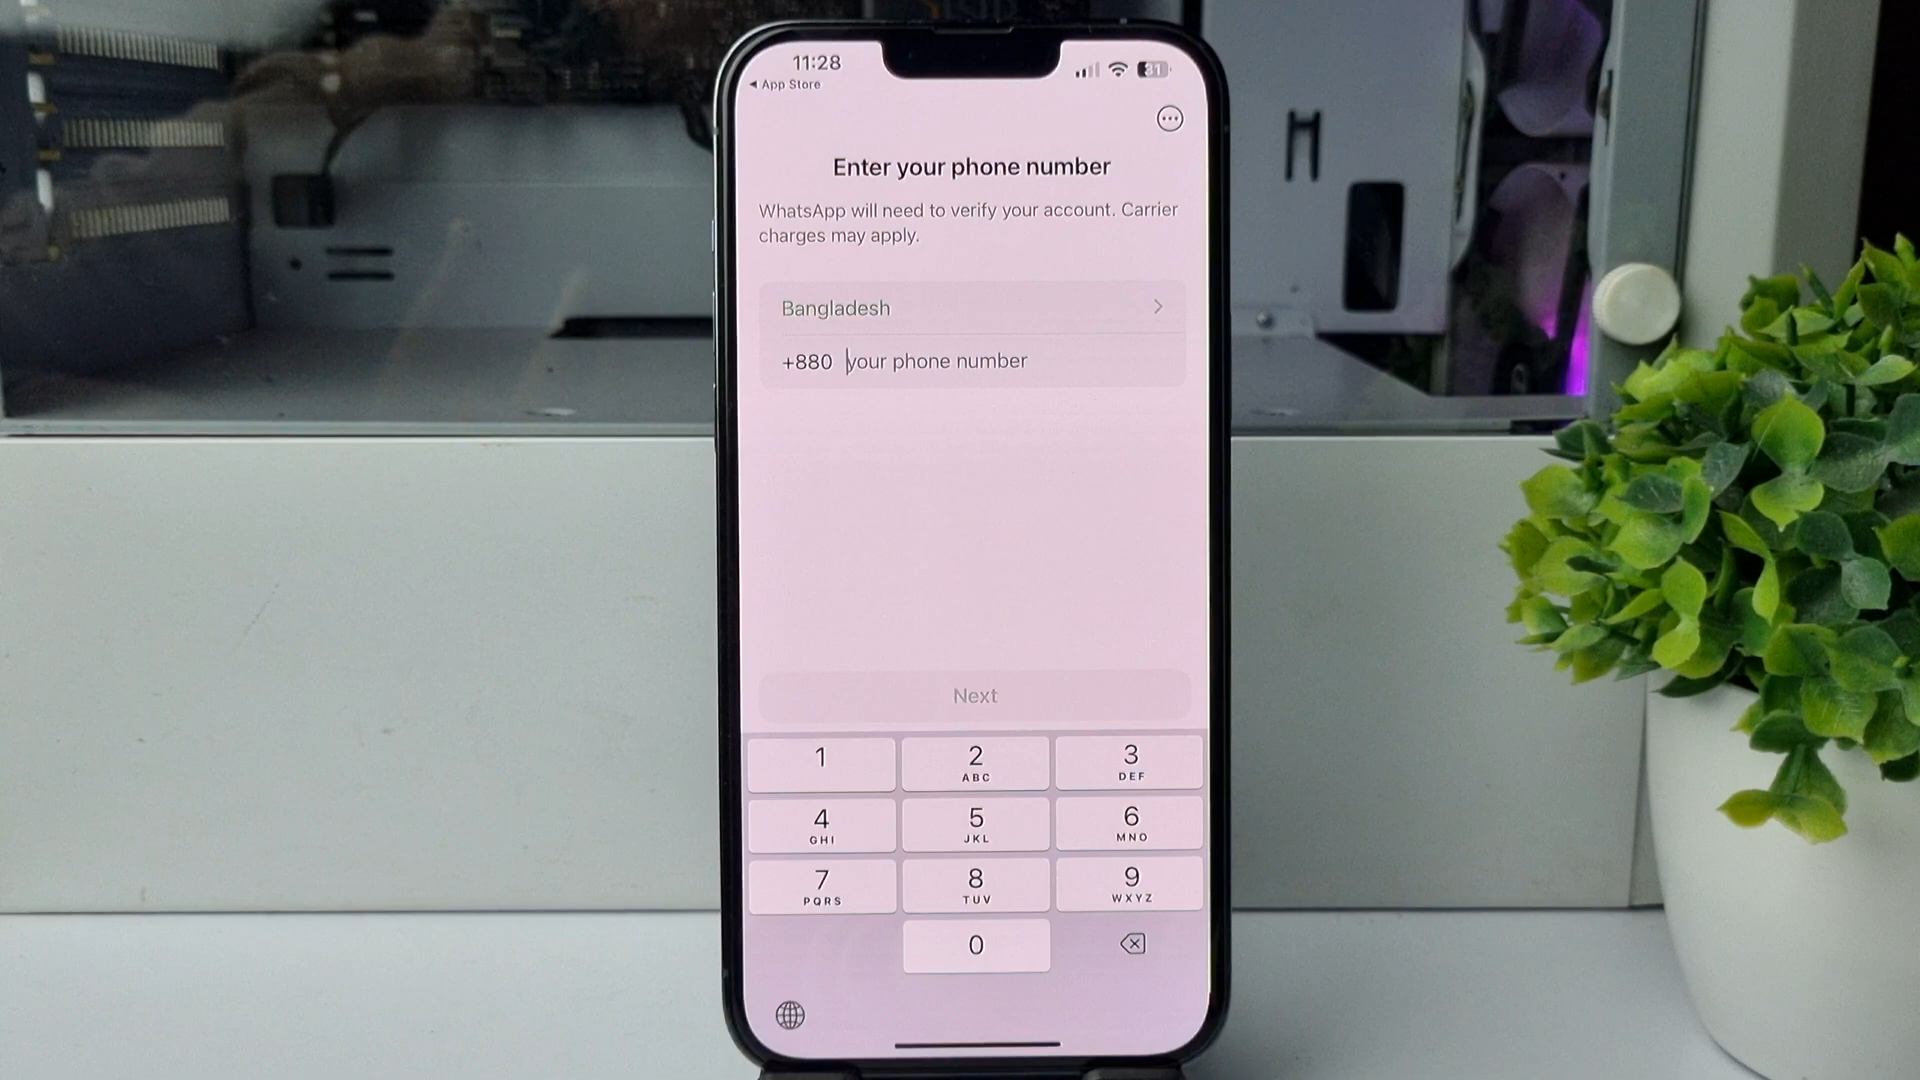 11:28
31
◂ App Store
Enter your phone number
WhatsApp will need to verify your account. Carrier
charges may apply.
Bangladesh
+880 your phone number
Next
1
2
ABC
3
DEF
4
GHI
5
JKL
6
MNO
7
PQRS
8
TUV
9
WXYZ
0